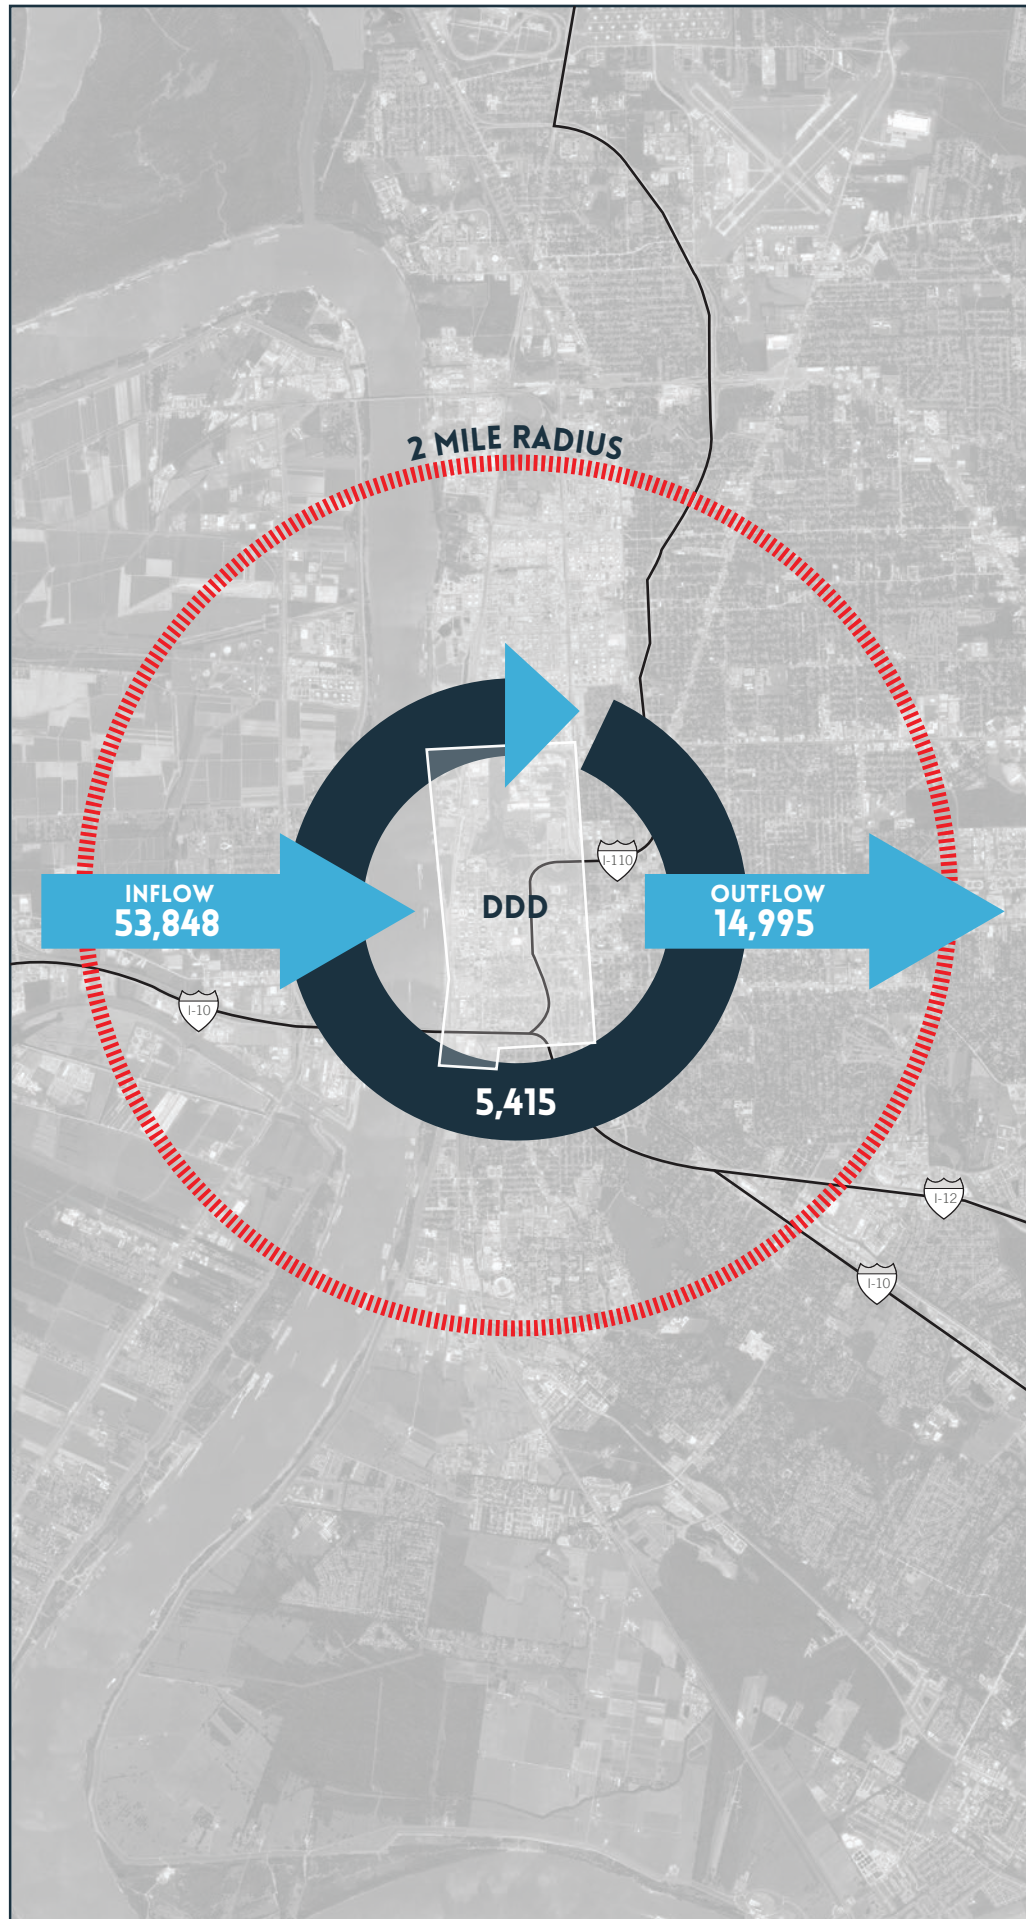 2 MILE RADIUS
I-110
INFLOW
53,848
DDD
OUTFLOW
14,995
I-10
5,415
I-12
I-10